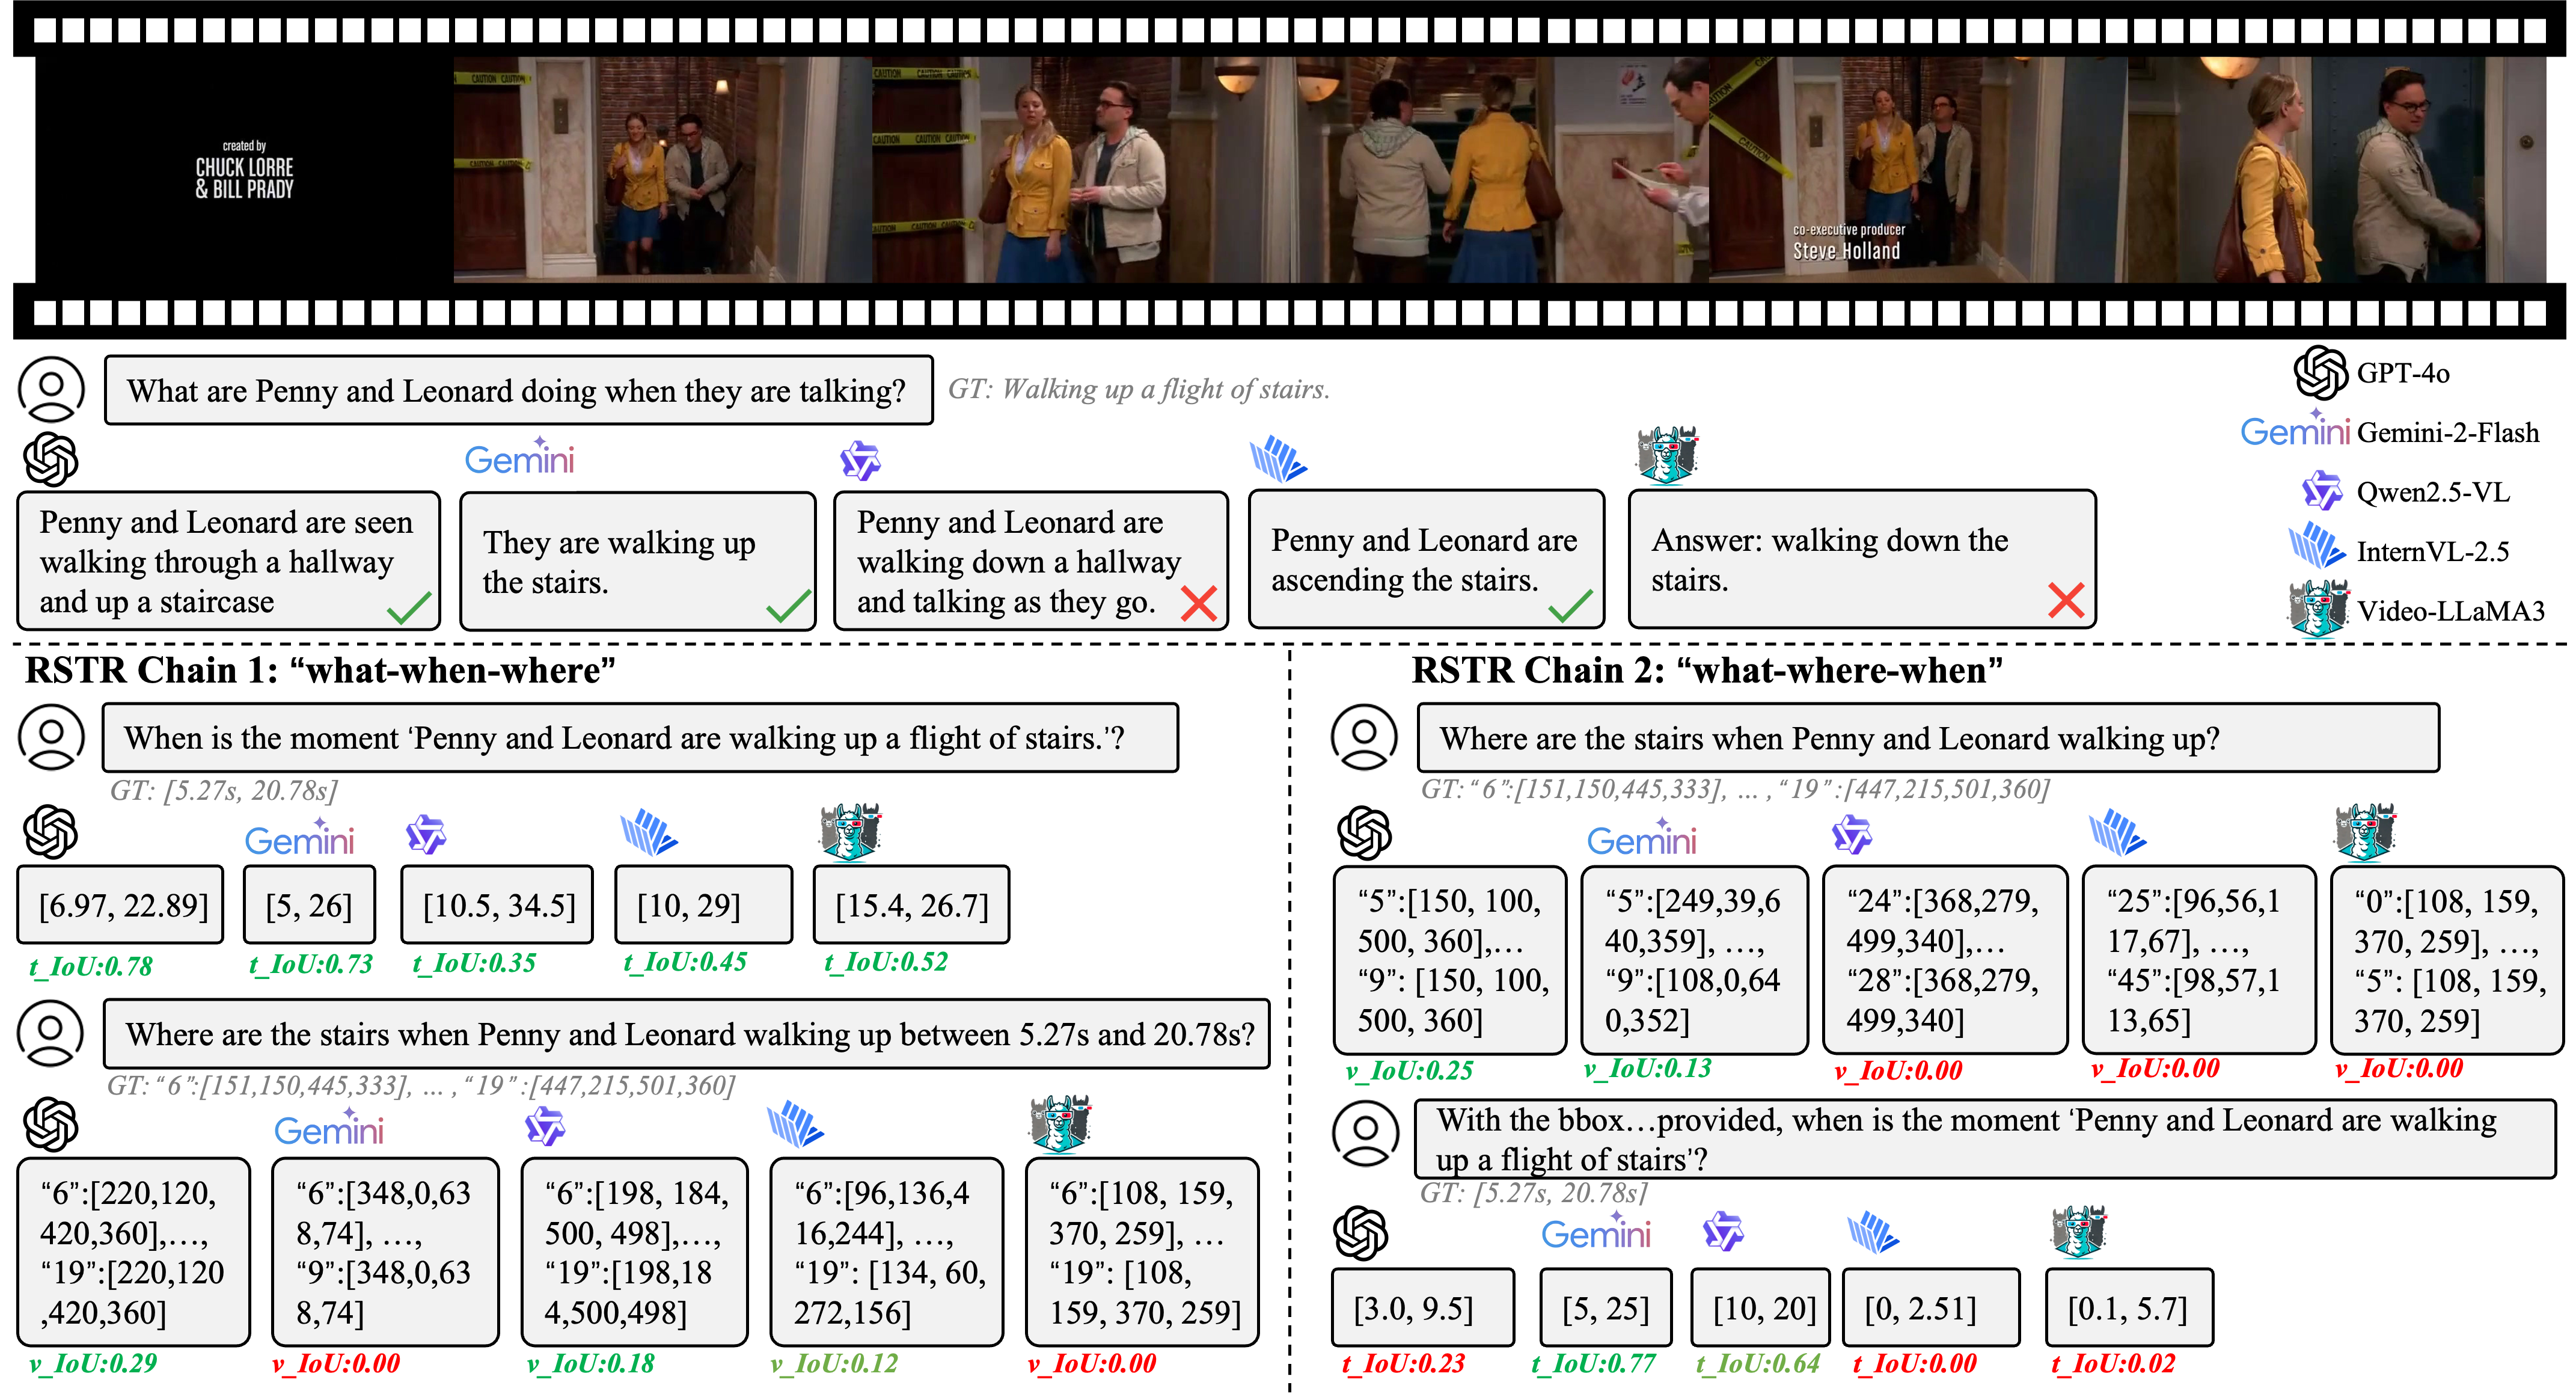 created by
CHUCK LORRE
& BILL PRADY
CAUTION CAUTION
CAUTION
CAUTION CAUTION
CAUTION CAUTION
CAUTION CAUTION
CAUTION
co-executive producer
Steve Holland
What are Penny and Leonard doing when they are talking?
GT: Walking up a flight of stairs.
GPT-4o
Gemini
Gemini-2-Flash
Qwen2.5-VL
InternVL-2.5
Video-LLaMA3
Gemini
Penny and Leonard are seen
walking through a hallway
and up a staircase
They are walking up
the stairs.
Penny and Leonard are
walking down a hallway
and talking as they go.
Penny and Leonard are
ascending the stairs.
Answer: walking down the
stairs.
RSTR Chain 1: “what-when-where”
When is the moment ‘Penny and Leonard are walking up a flight of stairs.’?
GT: [5.27s, 20.78s]
Gemini
[6.97, 22.89]
[5, 26]
[10.5, 34.5]
[10, 29]
[15.4, 26.7]
t_IoU:0.78
t_IoU:0.73
t_IoU:0.35
t_IoU:0.45
t_IoU:0.52
Where are the stairs when Penny and Leonard walking up between 5.27s and 20.78s?
GT: “6”:[151,150,445,333], … , “19”:[447,215,501,360]
Gemini
“6”:[220,120,
420,360],…,
“19”:[220,120
,420,360]
“6”:[348,0,63
8,74], …,
“9”:[348,0,63
8,74]
“6”:[198, 184,
500, 498],…,
“19”:[198,18
4,500,498]
“6”:[96,136,4
16,244], …,
“19”: [134, 60,
272,156]
“6”:[108, 159,
370, 259], …
“19”: [108,
159, 370, 259]
v_IoU:0.29
v_IoU:0.00
v_IoU:0.18
v_IoU:0.12
v_IoU:0.00
RSTR Chain 2: “what-where-when”
Where are the stairs when Penny and Leonard walking up?
GT: “6”:[151,150,445,333], … , “19”:[447,215,501,360]
Gemini
“5”:[150, 100,
500, 360],…
“9”: [150, 100,
500, 360]
“5”:[249,39,6
40,359], …,
“9”:[108,0,64
0,352]
“24”:[368,279,
499,340],…
“28”:[368,279,
499,340]
“25”:[96,56,1
17,67], …,
“45”:[98,57,1
13,65]
“0”:[108, 159,
370, 259], …,
“5”: [108, 159,
370, 259]
v_IoU:0.25
v_IoU:0.13
v_IoU:0.00
v_IoU:0.00
v_IoU:0.00
With the bbox…provided, when is the moment ‘Penny and Leonard are walking
up a flight of stairs’?
GT: [5.27s, 20.78s]
Gemini
[3.0, 9.5]
[5, 25]
[10, 20]
[0, 2.51]
[0.1, 5.7]
t_IoU:0.23
t_IoU:0.77
t_IoU:0.64
t_IoU:0.00
t_IoU:0.02